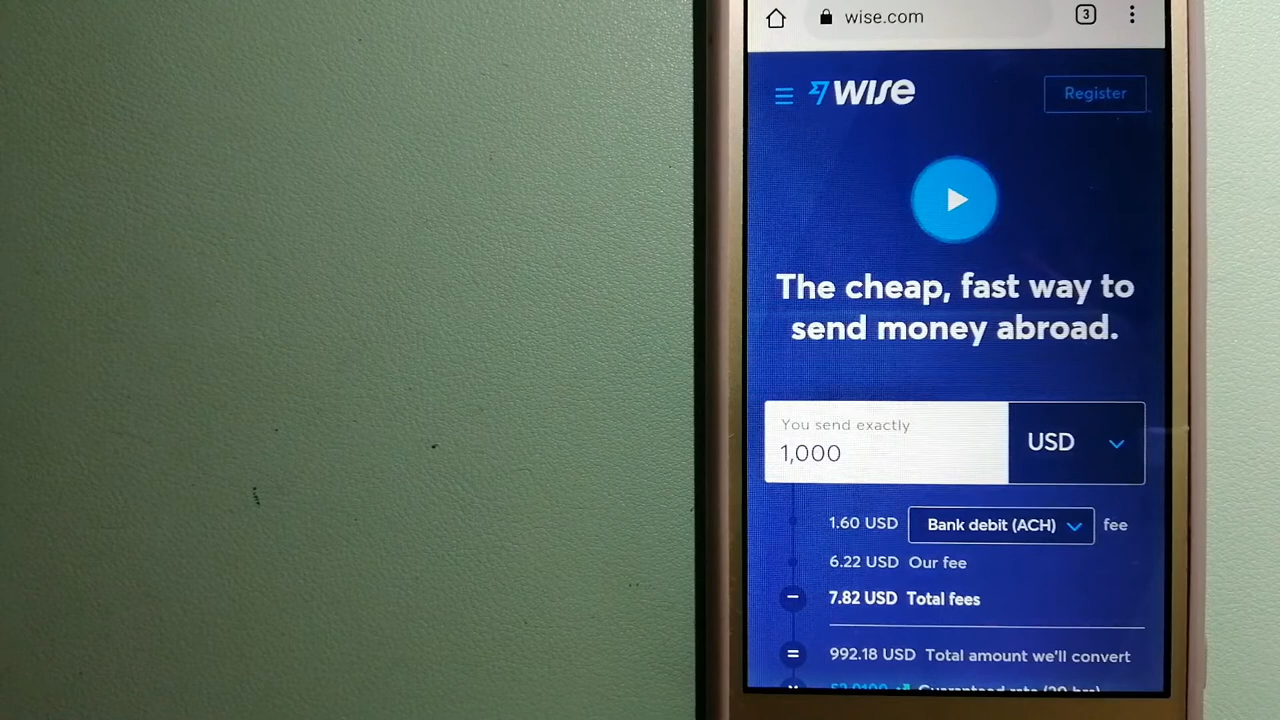 wise.com
3
wise
Register
The cheap, fast way to
send money abroad.
You send exactly
1,000
USD
1.60 USD Bank debit (ACH) fee
6.22 USD Our fee
7.82 USD Total fees
992.18 USD Total amount we'll convert
Guaranteed rate